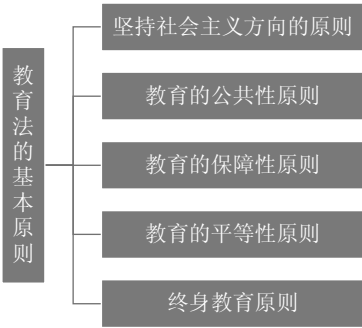 教育法的基本原则
坚持社会主义方向的原则
教育的公共性原则
教育的保障性原则
教育的平等性原则
终身教育原则